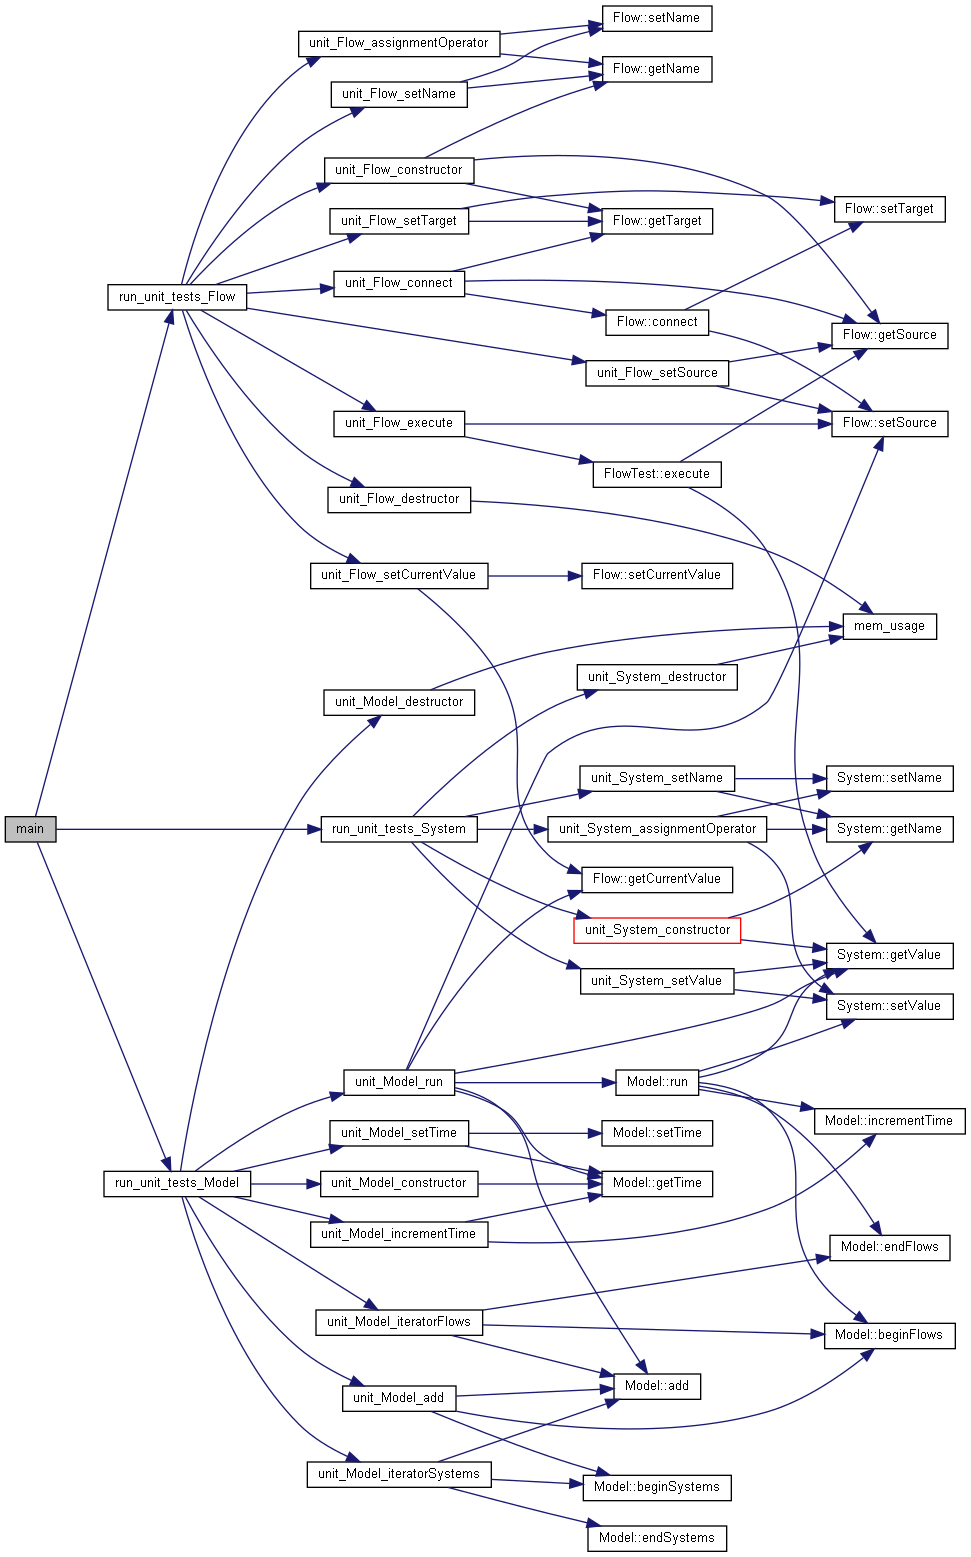 Flow::setName
unit_Flow_assignmentOperator
Flow::getName
unit_Flow_setName
unit_Flow_constructor
Flow::setTarget
unit_Flow_setTarget
Flow::getTarget
unit_Flow_connect
run_unit_tests_Flow
Flow::connect
Flow::getSource
unit_Flow_setSource
unit_Flow_execute
Flow::setSource
FlowTest::execute
unit_Flow_destructor
unit_Flow_setCurrentValue
Flow::setCurrentValue
mem_usage
unit_System_destructor
unit_Model_destructor
unit_System_setName
System::setName
main
run_unit_tests_System
unit_System_assignmentOperator
System::getName
Flow::getCurrentValue
unit_System_constructor
System::getValue
unit_System_setValue
System::setValue
unit_Model_run
Model::run
Model::incrementTime
unit_Model_setTime
Model::setTime
run_unit_tests_Model
unit_Model_constructor
Model::getTime
unit_Model_incrementTime
Model::endFlows
unit_Model_iteratorFlows
Model::beginFlows
Model::add
unit_Model_add
unit_Model_iteratorSystems
Model::beginSystems
Model::endSystems